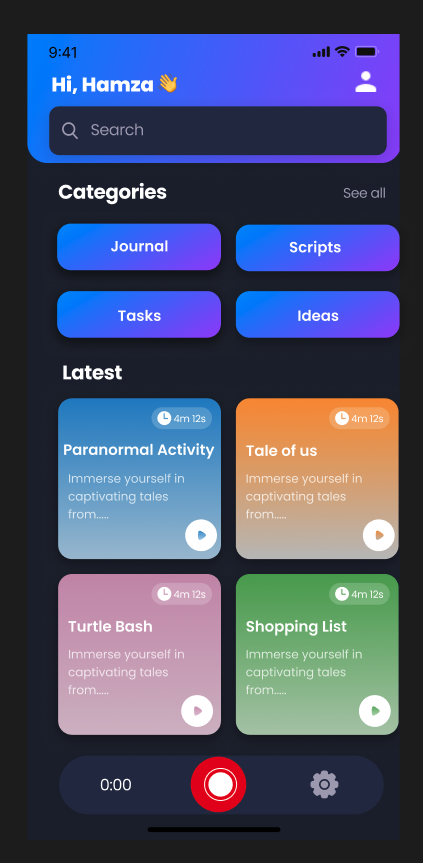 9:41
Hi, Hamza 👋
Search
Categories
See all
Journal
Scripts
Tasks
Ideas
Latest
4m 12s
Paranormal Activity
Immerse yourself in
captivating tales
from.....
4m 12s
Tale of us
Immerse yourself in
captivating tales
from.....
4m 12s
Turtle Bash
Immerse yourself in
captivating tales
from.....
4m 12s
Shopping List
Immerse yourself in
captivating tales
from.....
0:00